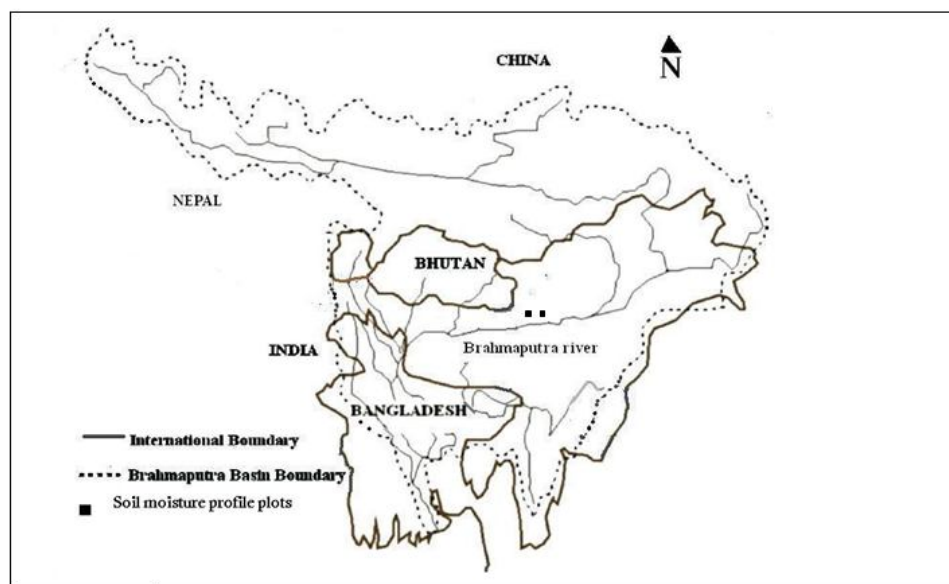 CHINA
N
NEPAL
BHUTAN
Brahmaputra river
INDIA
BANGLADESH
International Boundary
Brahmaputra Basin Boundary
Soil moisture profile plots